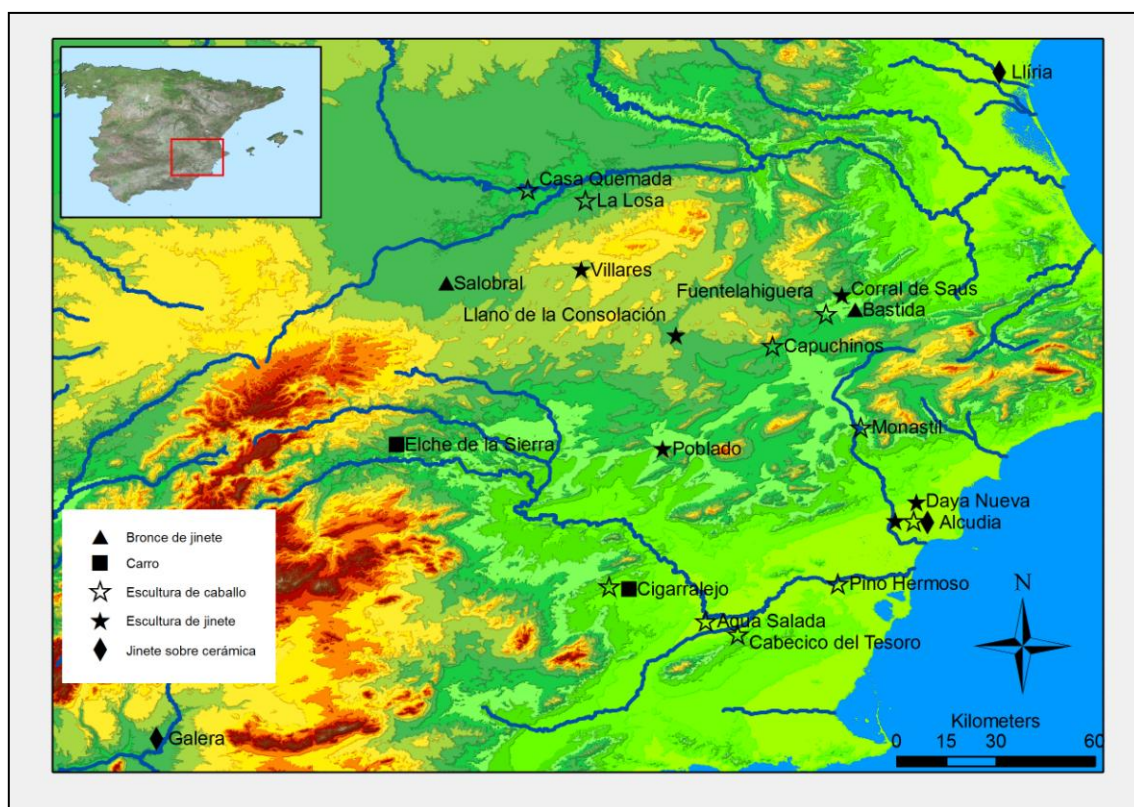 Llíria
Casa Quemada
La Losa
Villares
Salobral
Fuentelahiguera
Corral de Saus
Bastida
Llano de la Consolación
Capuchinos
Monastil
Elche de la Sierra
Poblado
Daya Nueva
Alcudia
Bronce de jinete
Carro
Escultura de caballo
Escultura de jinete
Jinete sobre cerámica
Cigarralejo
Pino Hermoso
Agua Salada
Cabecico del Tesoro
Galera
N
Kilometers
0 15 30 60